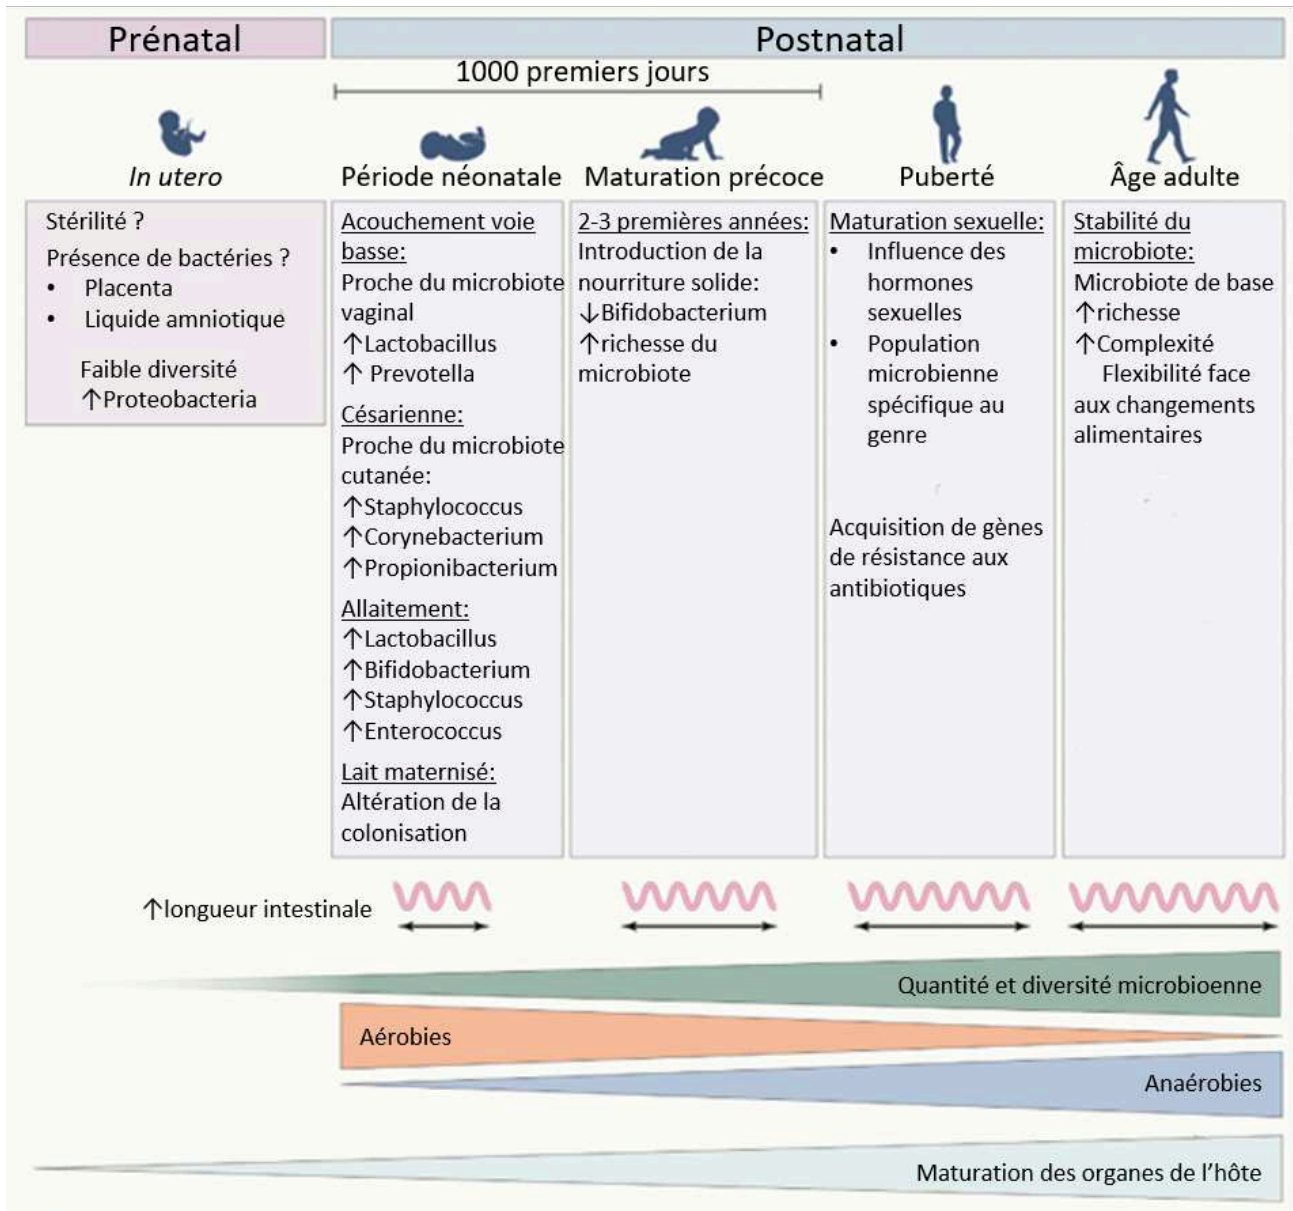 Prénatal
Postnatal
1000 premiers jours
In utero
Période néonatale
Maturation précoce
Puberté
Âge adulte
Stérilité ?
Présence de bactéries ?
• Placenta
• Liquide amniotique
Faible diversité
↑Proteobacteria
Acouchement voie
basse:
Proche du microbiote
vaginal
↑Lactobacillus
↑ Prevotella
Césarienne:
Proche du microbiote
cutanée:
↑Staphylococcus
↑Corynebacterium
↑Propionibacterium
Allaitement:
↑Lactobacillus
↑Bifidobacterium
↑Staphylococcus
↑Enterococcus
Lait maternisé:
Altération de la
colonisation
2-3 premières années:
Introduction de la
nourriture solide:
↓Bifidobacterium
↑richesse du
microbiote
Maturation sexuelle:
• Influence des
hormones
sexuelles
• Population
microbienne
spécifique au
genre
Acquisition de gènes
de résistance aux
antibiotiques
Stabilité du
microbiote:
Microbiote de base
↑richesse
↑Complexité
Flexibilité face
aux changements
alimentaires
↑longueur intestinale
Quantité et diversité microbioenne
Aérobies
Anaérobies
Maturation des organes de l'hôte